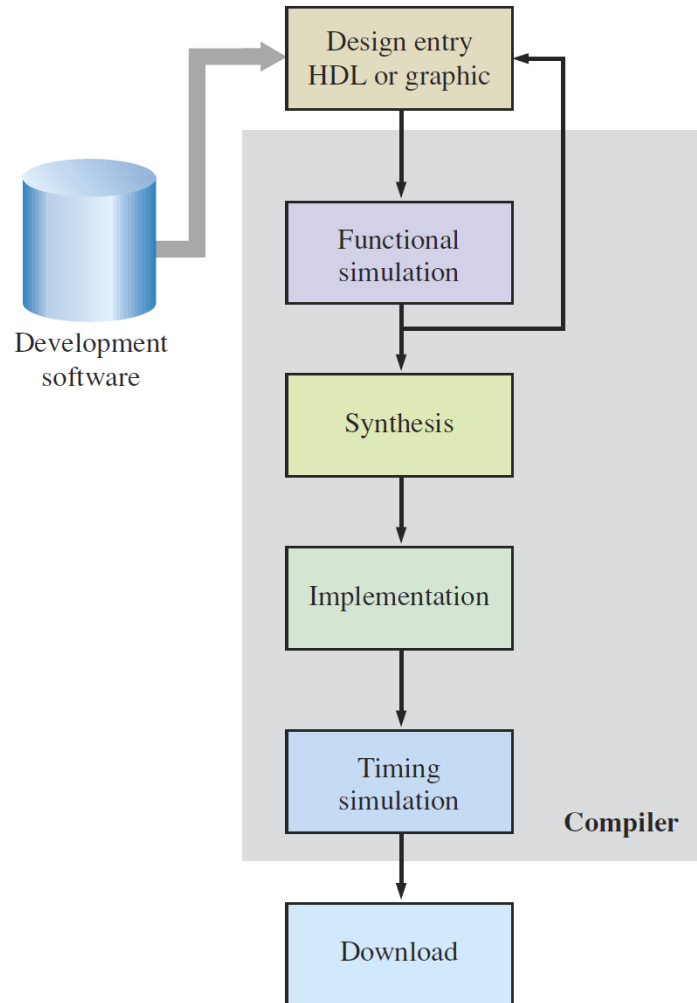 Design entry
HDL or graphic
Functional
simulation
Development
software
Synthesis
Implementation
Timing
simulation
Compiler
Download